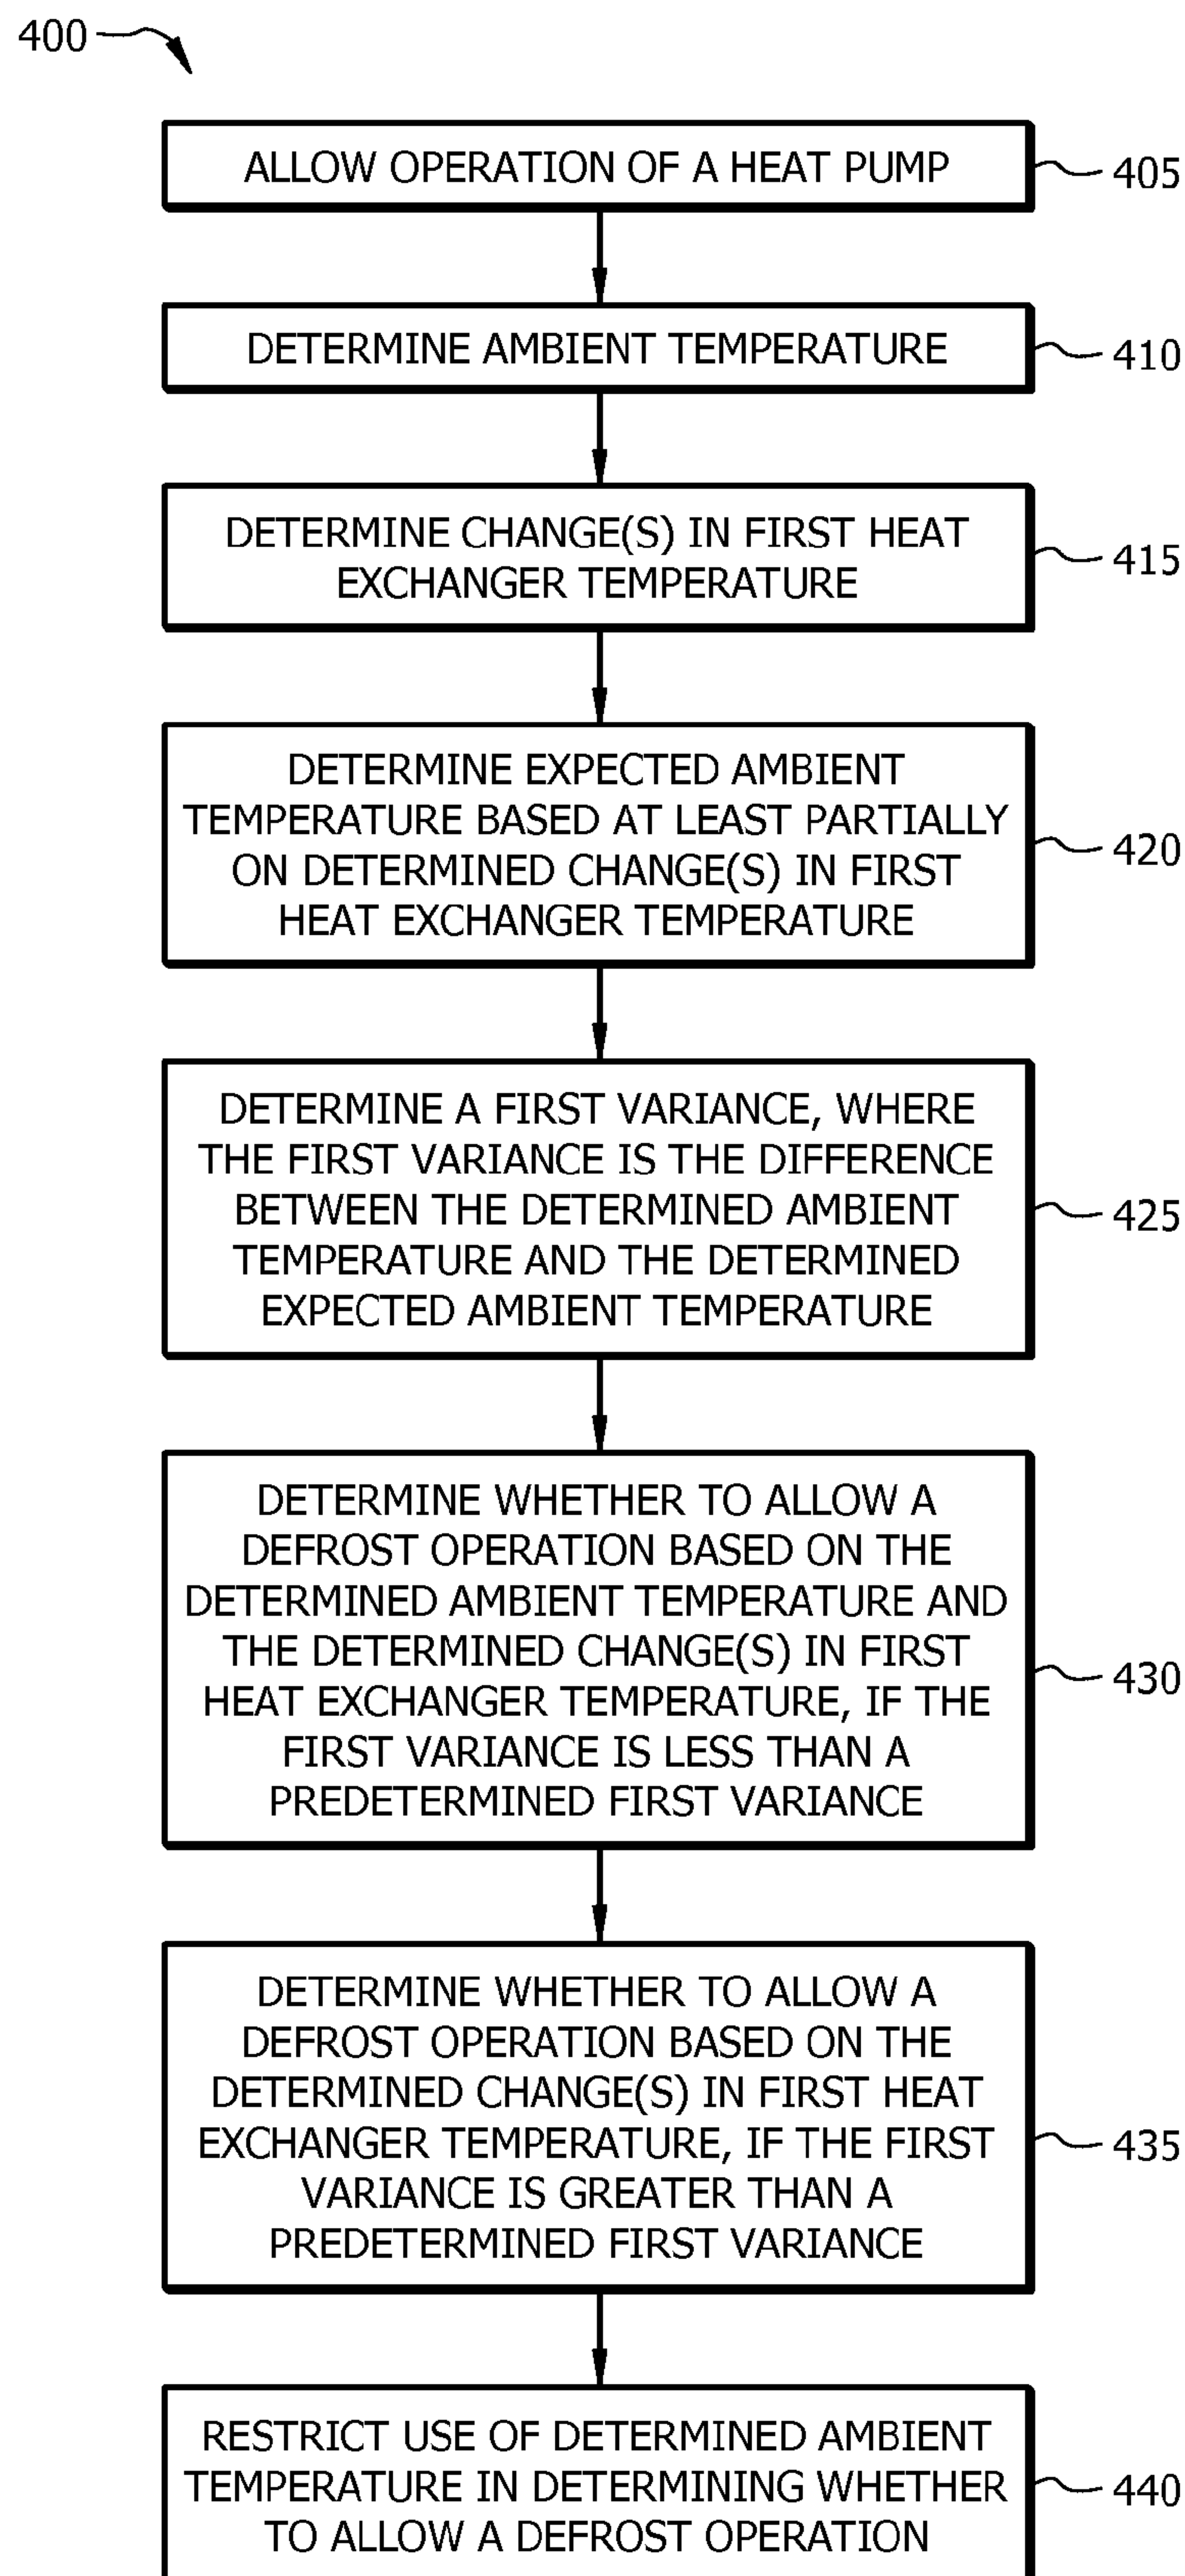 400
ALLOW OPERATION OF A HEAT PUMP
405
DETERMINE AMBIENT TEMPERATURE
410
DETERMINE CHANGE(S) IN FIRST HEAT
EXCHANGER TEMPERATURE
415
DETERMINE EXPECTED AMBIENT
TEMPERATURE BASED AT LEAST PARTIALLY
ON DETERMINED CHANGE(S) IN FIRST
HEAT EXCHANGER TEMPERATURE
420
DETERMINE A FIRST VARIANCE, WHERE
THE FIRST VARIANCE IS THE DIFFERENCE
BETWEEN THE DETERMINED AMBIENT
TEMPERATURE AND THE DETERMINED
EXPECTED AMBIENT TEMPERATURE
425
DETERMINE WHETHER TO ALLOW A
DEFROST OPERATION BASED ON THE
DETERMINED AMBIENT TEMPERATURE AND
THE DETERMINED CHANGE(S) IN FIRST
HEAT EXCHANGER TEMPERATURE, IF THE
FIRST VARIANCE IS LESS THAN A
PREDETERMINED FIRST VARIANCE
430
DETERMINE WHETHER TO ALLOW A
DEFROST OPERATION BASED ON THE
DETERMINED CHANGE(S) IN FIRST HEAT
EXCHANGER TEMPERATURE, IF THE FIRST
VARIANCE IS GREATER THAN A
PREDETERMINED FIRST VARIANCE
435
RESTRICT USE OF DETERMINED AMBIENT
TEMPERATURE IN DETERMINING WHETHER
TO ALLOW A DEFROST OPERATION
440